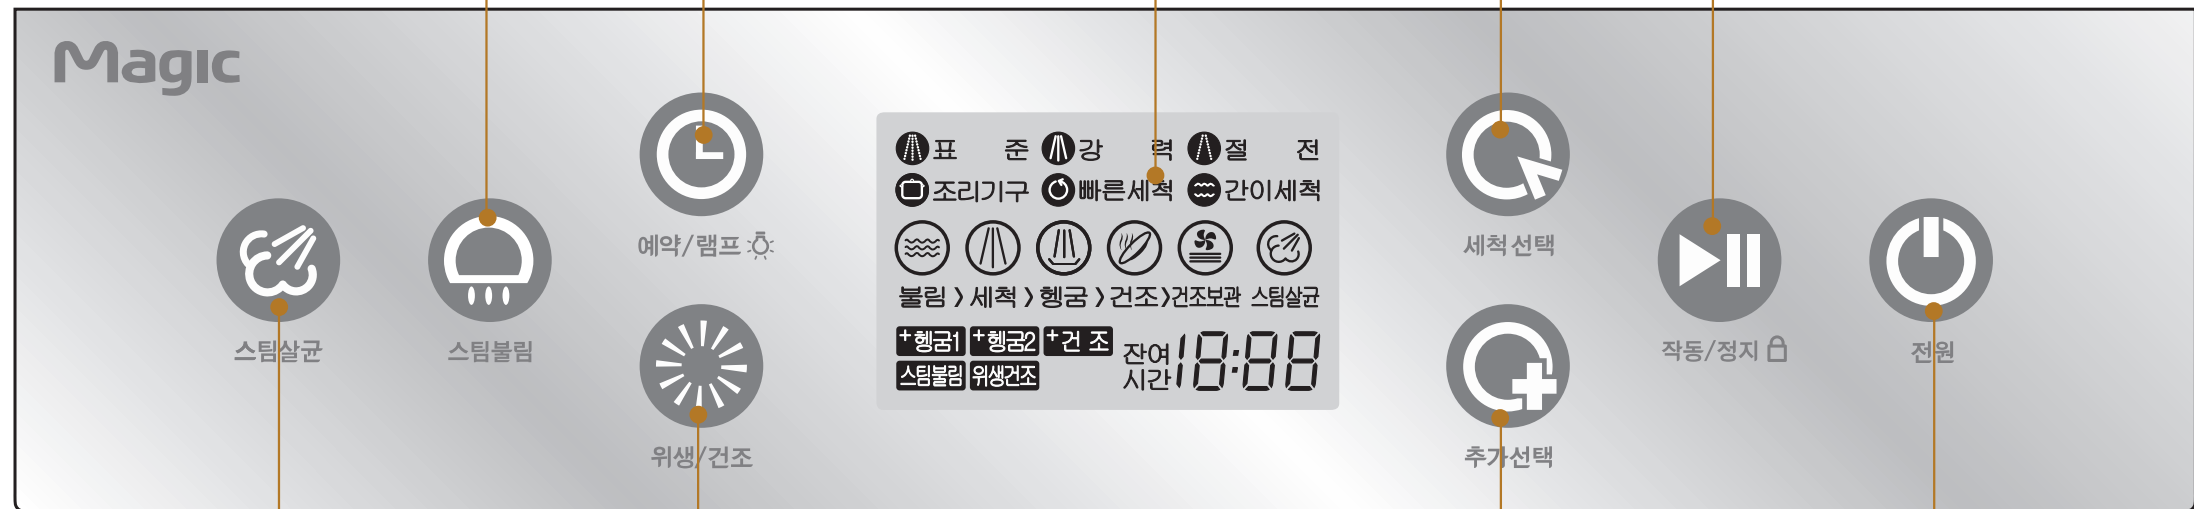 Magic
예약/램프
스팀살균
스팀불림
위생/건조
표 준 강 력 절 전
조리기구 빠른세척 간이세척
불림 > 세척 > 헹굼 > 건조 > 건조보관 스팀살균
+헹굼1 +헹굼2 +건 조
스팀불림 위생건조
잔여
시간
18:88
세척선택
추가선택
작동/정지
전원